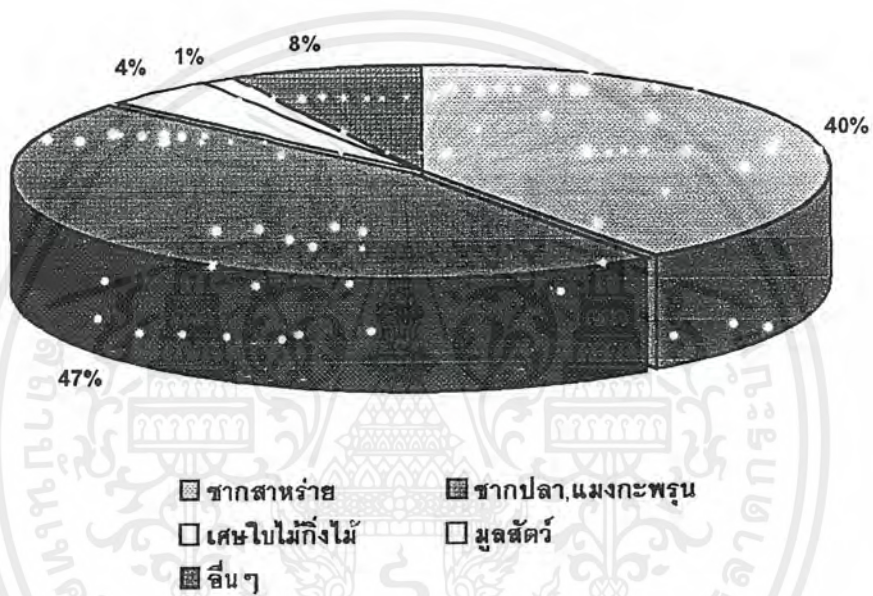 4% 1% 8%
40%
47%
ซากสาหร่าย ซากปลา,แมงกะพรุน
เศษใบไม้กิ่งไม้ มูลสัตว์
อื่นๆ